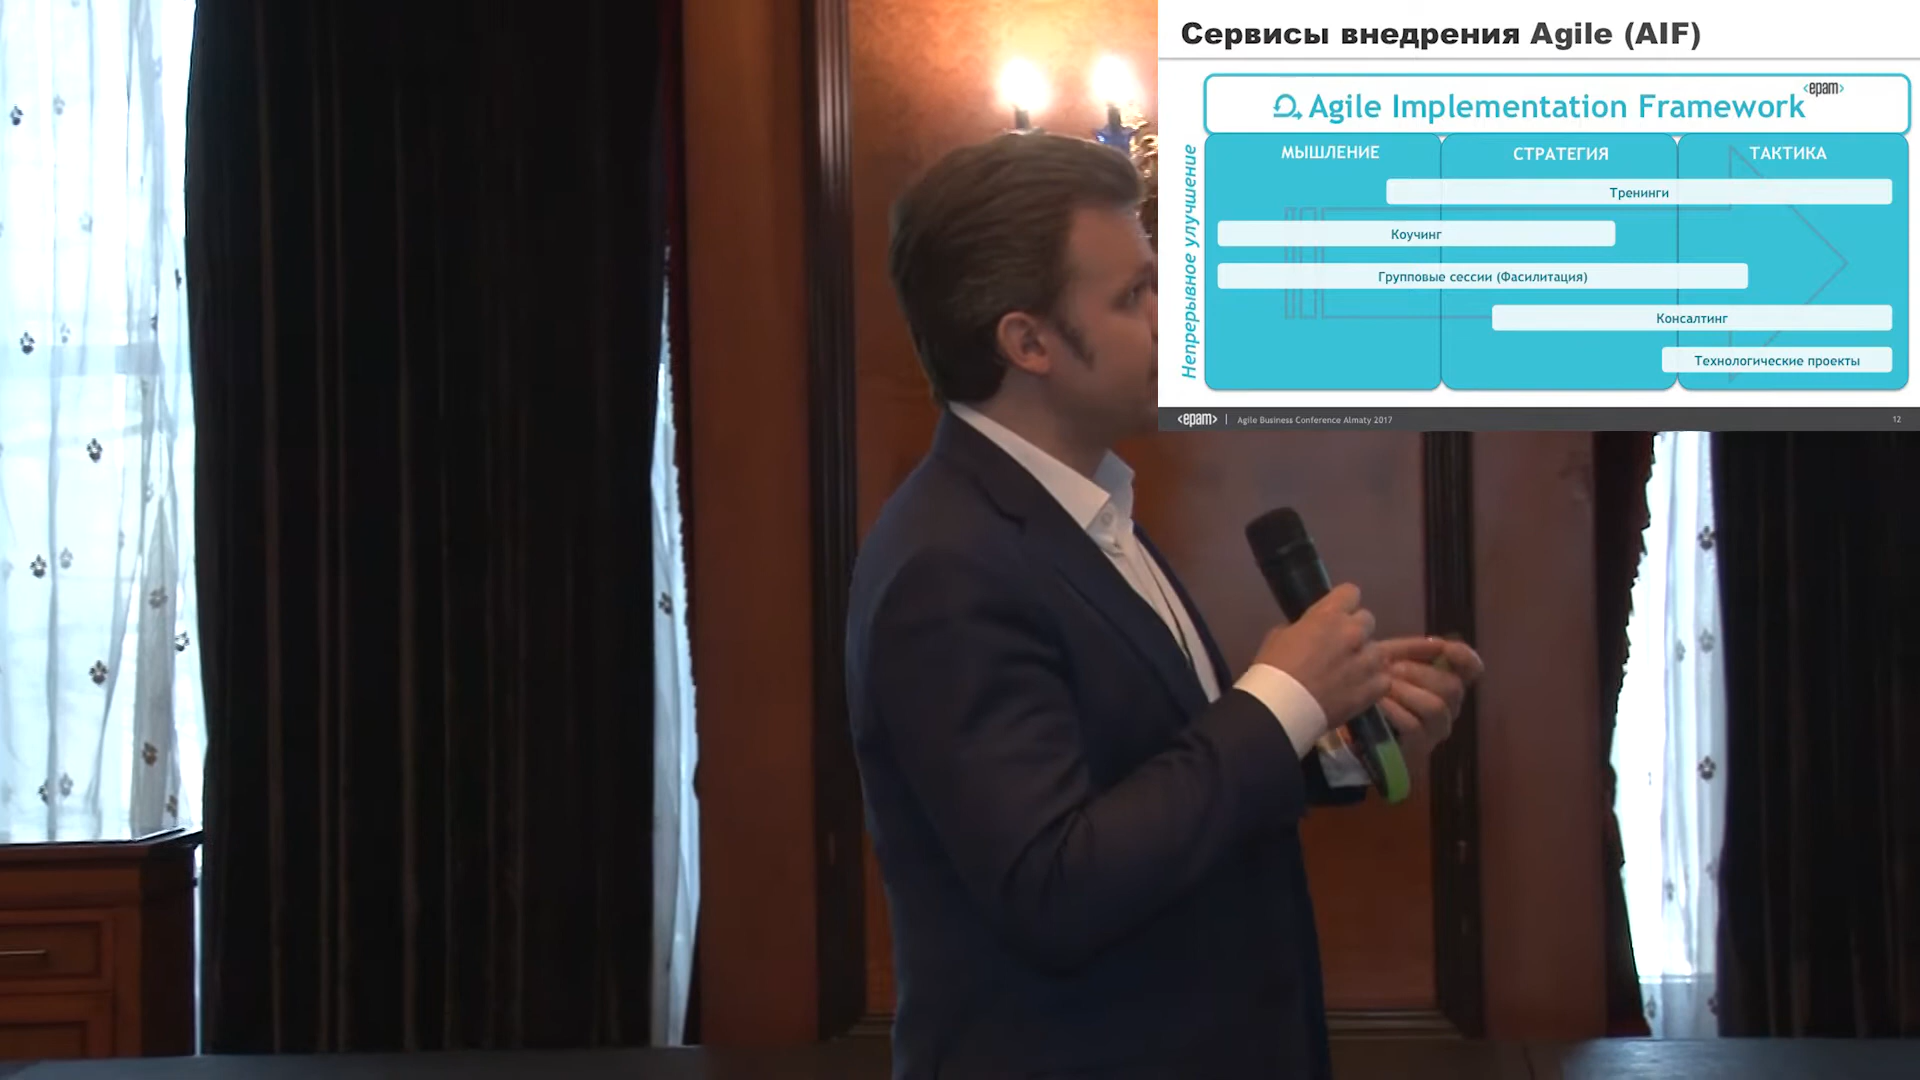 Сервисы внедрения Agile (AIF)
Agile Implementation Framework
<epam>
Непрерывное улучшение
МЫШЛЕНИЕ
СТРАТЕГИЯ
ТАКТИКА
Тренинги
Коучинг
Групповые сессии (Фасилитация)
Консалтинг
Технологические проекты
<epam> | Agile Business Conference Almaty 2017
12